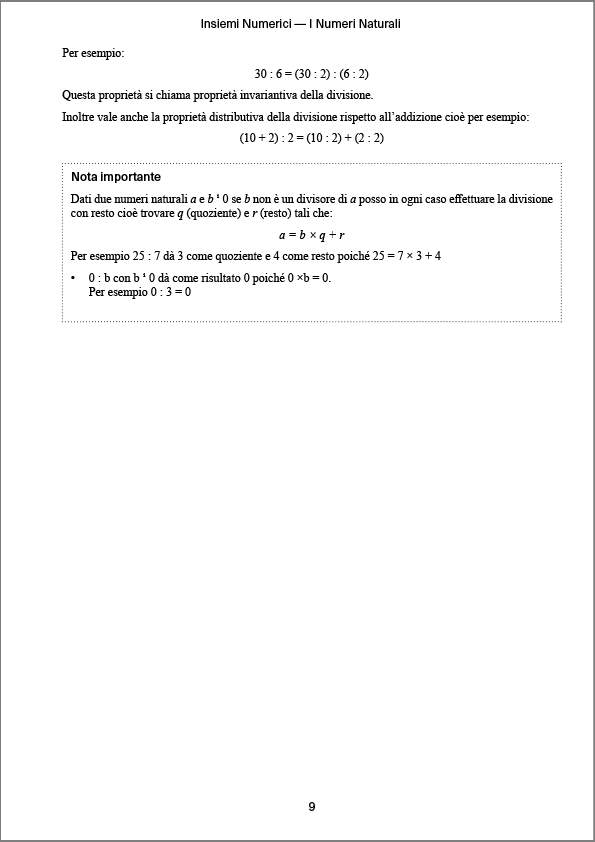 Insiemi Numerici — I Numeri Naturali
Per esempio:
30 : 6 = (30 : 2) : (6 : 2)
Questa proprietà si chiama proprietà invariantiva della divisione.
Inoltre vale anche la proprietà distributiva della divisione rispetto all’addizione cioè per esempio:
(10 + 2) : 2 = (10 : 2) + (2 : 2)
Nota importante
Dati due numeri naturali a e b ¹ 0 se b non è un divisore di a posso in ogni caso effettuare la divisione
con resto cioè trovare q (quoziente) e r (resto) tali che:
a = b × q + r
Per esempio 25 : 7 dà 3 come quoziente e 4 come resto poiché 25 = 7 × 3 + 4
• 0 : b con b ¹ 0 dà come risultato 0 poiché 0 ×b = 0.
Per esempio 0 : 3 = 0
9